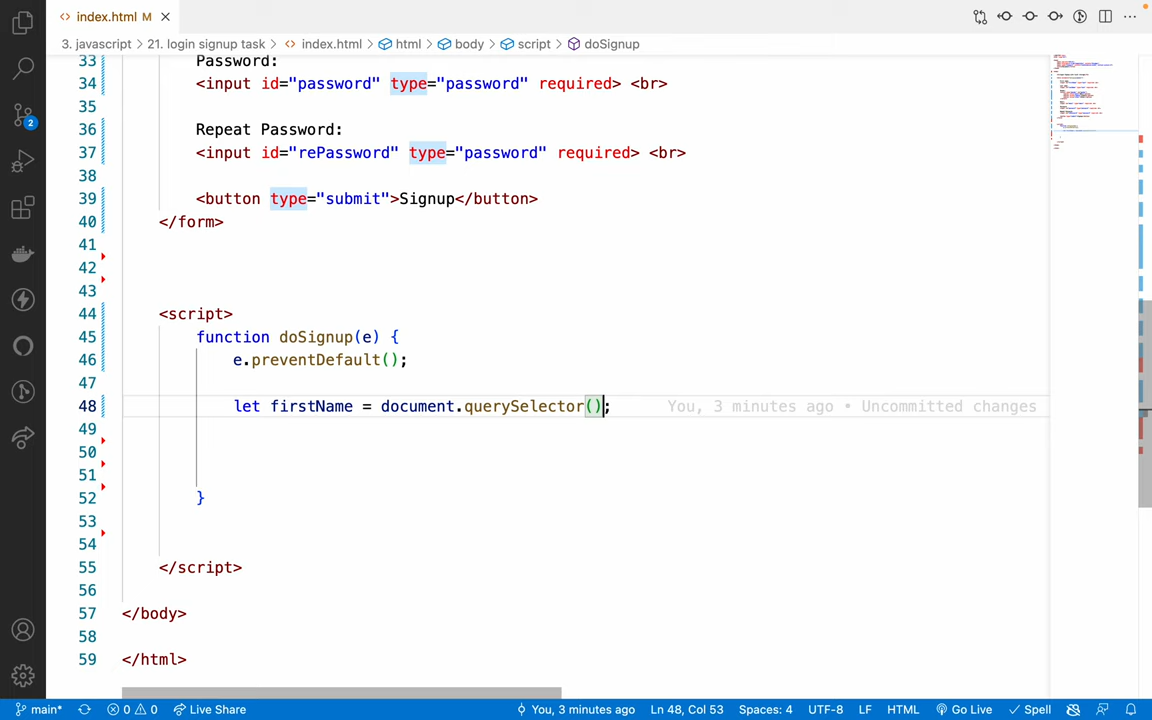 index.html M
3. javascript > 21. login signup task > index.html > html > body > script > doSignup
33 Password:
34 <input id="password" type="password" required> <br>
35
36 Repeat Password:
37 <input id="rePassword" type="password" required> <br>
38
39 <button type="submit">Signup</button>
40 </form>
41
42
43
44 <script>
45 function doSignup(e) {
46 e.preventDefault();
47
48 let firstName = document.querySelector(); You, 3 minutes ago • Uncommitted changes
49
50
51
52 }
53
54
55 </script>
56
57 </body>
58
59 </html>
2
main* 0 0 Live Share You, 3 minutes ago Ln 48, Col 53 Spaces: 4 UTF-8 LF HTML Go Live Spell